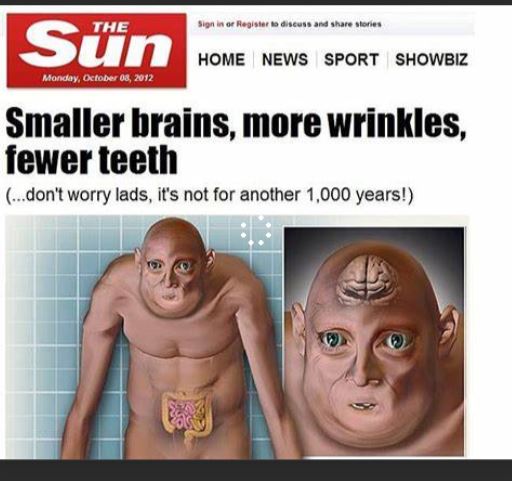 THE
Sun
Monday, October 08, 2012
Sign in or Register to discuss and share stories
HOME NEWS SPORT SHOWBIZ
Smaller brains, more wrinkles,
fewer teeth
(...don't worry lads, it's not for another 1,000 years!)